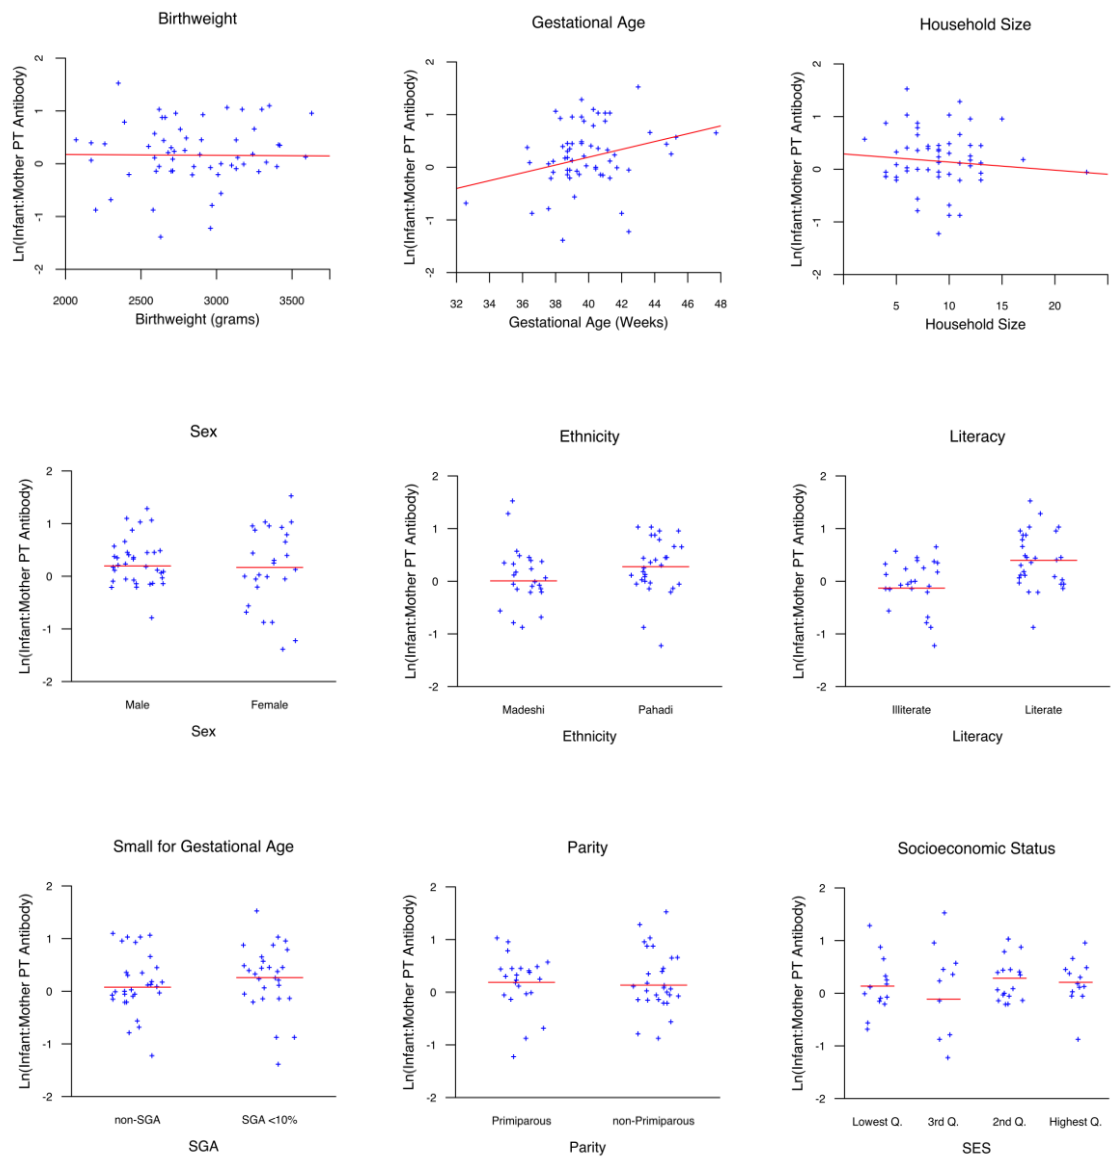 Birthweight
Ln(Infant:Mother PT Antibody)
2
1
0
-1
-2
2000 2500 3000 3500
Birthweight (grams)
Gestational Age
Ln(Infant:Mother PT Antibody)
2
1
0
-1
-2
32 34 36 38 40 42 44 46 48
Gestational Age (Weeks)
Household Size
Ln(Infant:Mother PT Antibody)
2
1
0
-1
-2
5 10 15 20
Household Size
Sex
Ln(Infant:Mother PT Antibody)
2
1
0
-1
-2
Male Female
Sex
Ethnicity
Ln(Infant:Mother PT Antibody)
2
1
0
-1
-2
Madeshi Pahadi
Ethnicity
Literacy
Ln(Infant:Mother PT Antibody)
2
1
0
-1
-2
Illiterate Literate
Literacy
Small for Gestational Age
Ln(Infant:Mother PT Antibody)
2
1
0
-1
-2
non-SGA SGA <10%
SGA
Parity
Ln(Infant:Mother PT Antibody)
2
1
0
-1
-2
Primiparous non-Primiparous
Parity
Socioeconomic Status
Ln(Infant:Mother PT Antibody)
2
1
0
-1
-2
Lowest Q. 3rd Q. 2nd Q. Highest Q.
SES